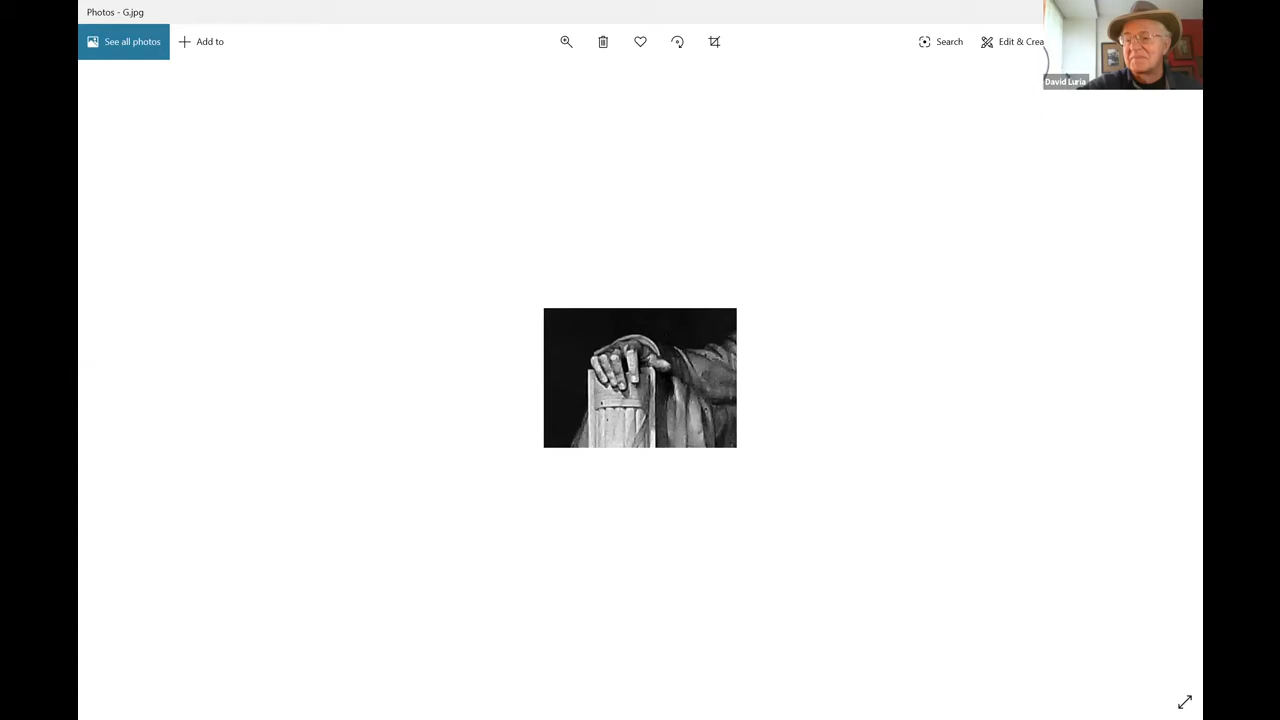 Photos - G.jpg
See all photos
Add to
Search
Edit & Crea
David Luria